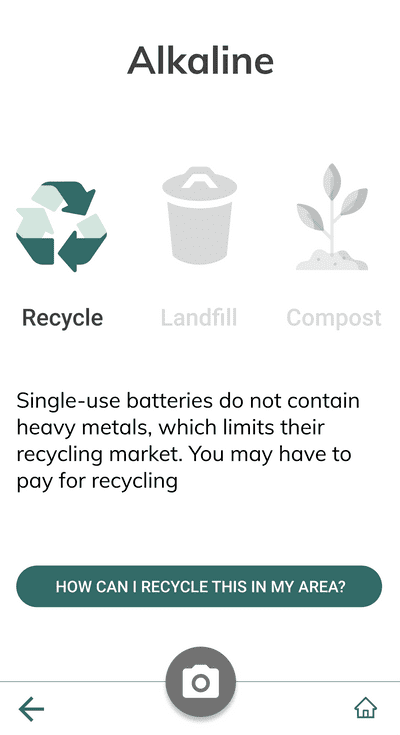 Alkaline
Recycle
Landfill
Compost
Single-use batteries do not contain
heavy metals, which limits their
recycling market. You may have to
pay for recycling
HOW CAN I RECYCLE THIS IN MY AREA?